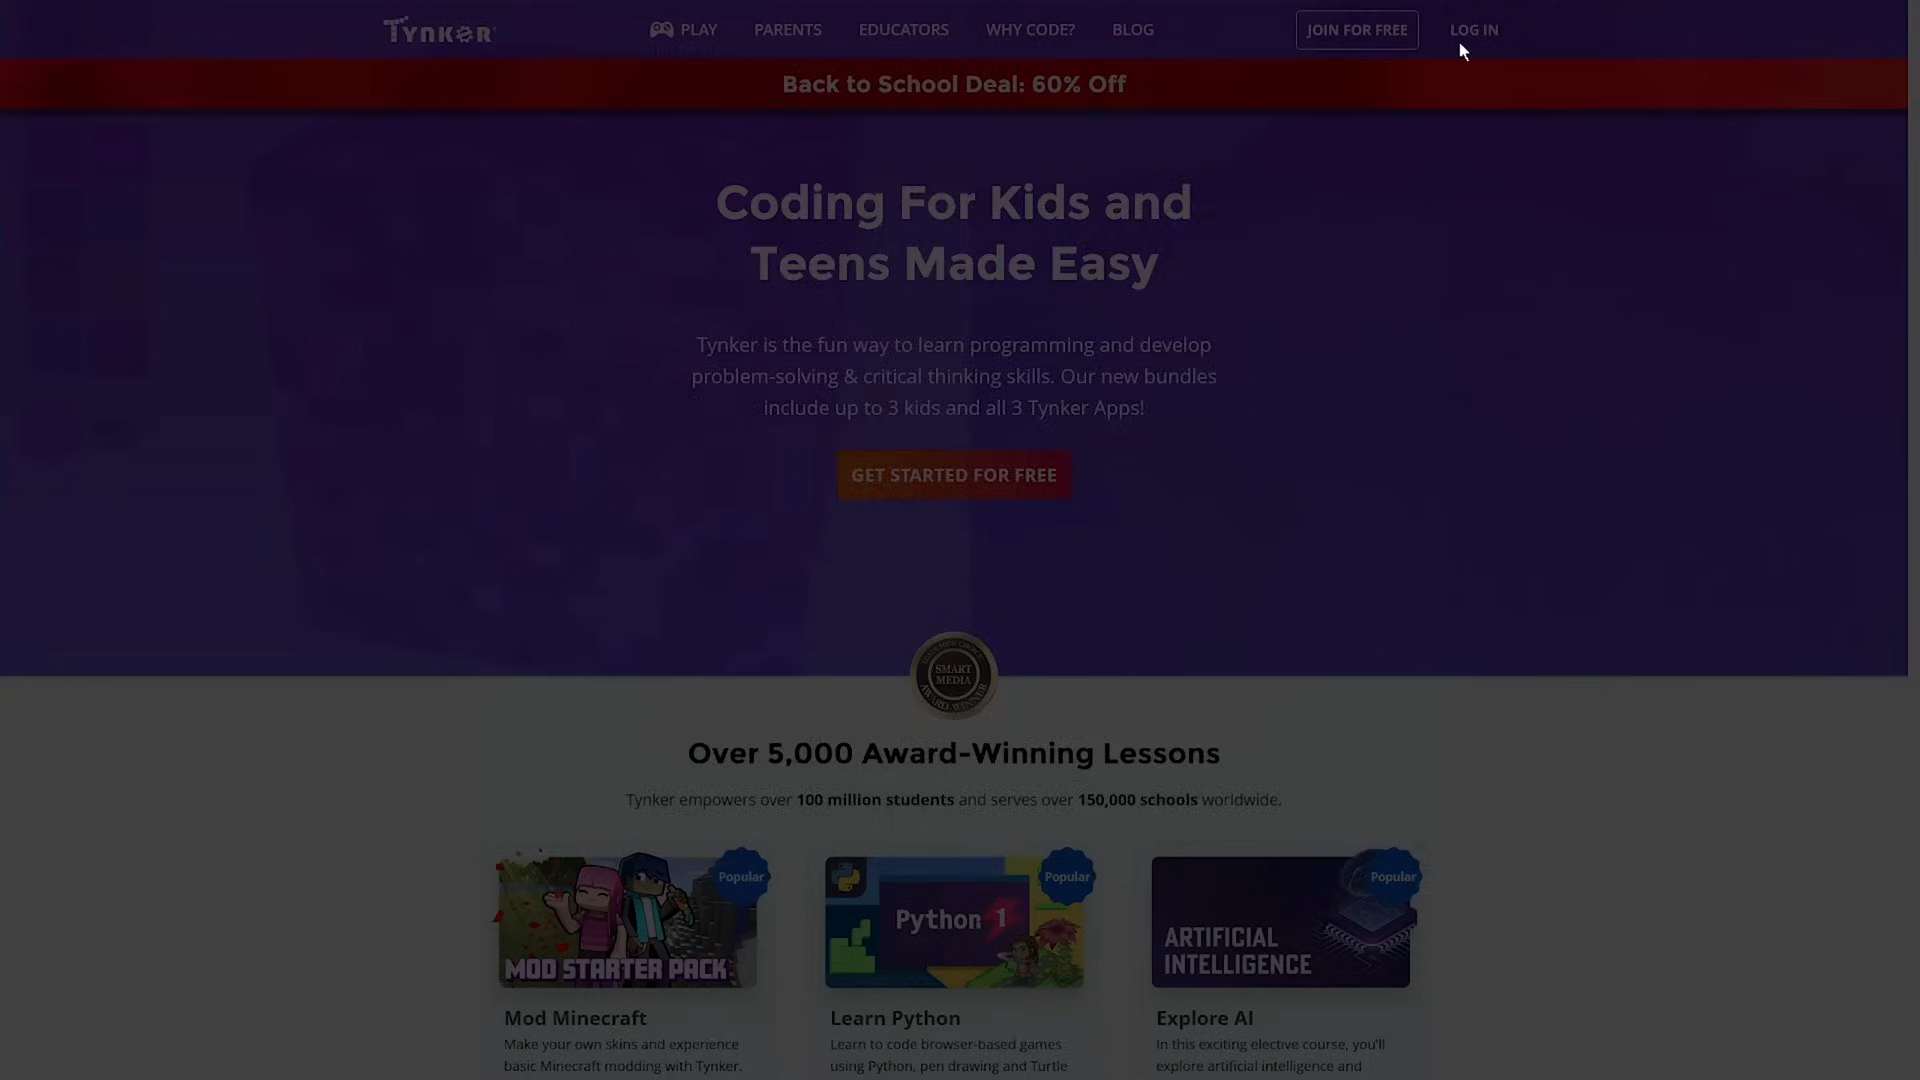 Tynker
PLAY
PARENTS
EDUCATORS
WHY CODE?
BLOG
JOIN FOR FREE
LOG IN
Back to School Deal: 60% Off
Coding For Kids and
Teens Made Easy
Tynker is the fun way to learn programming and develop
problem-solving & critical thinking skills. Our new bundles
include up to 3 kids and all 3 Tynker Apps!
GET STARTED FOR FREE
SMART
MEDIA
AWARD WINNER
Over 5,000 Award-Winning Lessons
Tynker empowers over 100 million students and serves over 150,000 schools worldwide.
Popular
MOD STARTER PACK
Popular
Python 1
Popular
ARTIFICIAL
INTELLIGENCE
Mod Minecraft
Make your own skins and experience
basic Minecraft modding with Tynker.
Learn Python
Learn to code browser-based games
using Python, pen drawing and Turtle
Explore AI
In this exciting elective course, you'll
explore artificial intelligence and